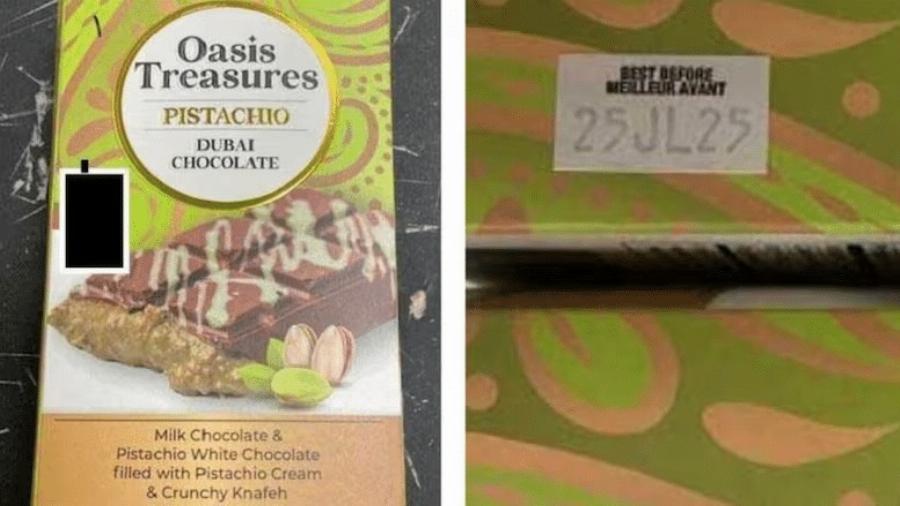 Oasis
Treasures
PISTACHIO
DUBAI
CHOCOLATE
Milk Chocolate &
Pistachio White Chocolate
filled with Pistachio Cream
& Crunchy Knafeh
BEST BEFORE
MEILLEUR AVANT
25JL25